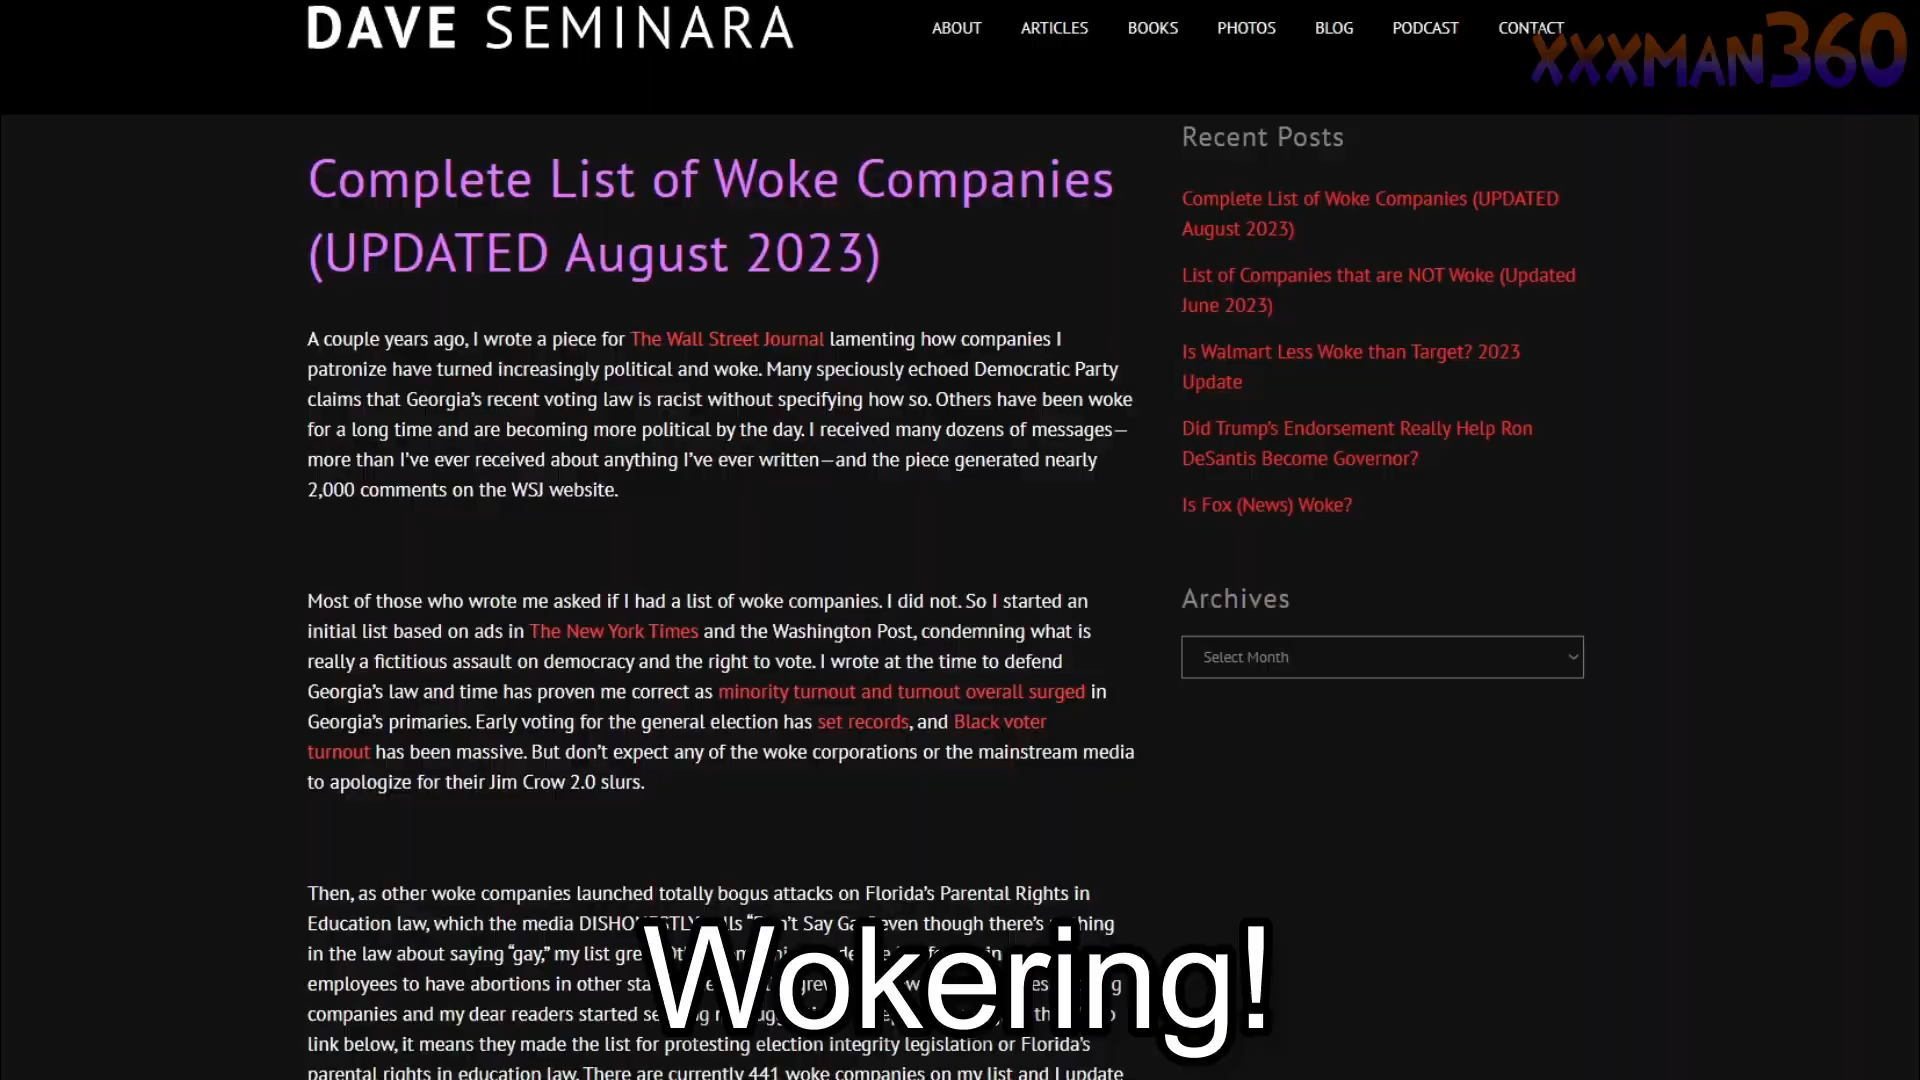 DAVE SEMINARA
ABOUT ARTICLES BOOKS PHOTOS BLOG PODCAST CONTACT
XXXMAN360
Complete List of Woke Companies
(UPDATED August 2023)
A couple years ago, I wrote a piece for The Wall Street Journal lamenting how companies I
patronize have turned increasingly political and woke. Many speciously echoed Democratic Party
claims that Georgia's recent voting law is racist without specifying how so. Others have been woke
for a long time and are becoming more political by the day. I received many dozens of messages—
more than I've ever received about anything I've ever written—and the piece generated nearly
2,000 comments on the WSJ website.
Most of those who wrote me asked if I had a list of woke companies. I did not. So I started an
initial list based on ads in The New York Times and the Washington Post, condemning what is
really a fictitious assault on democracy and the right to vote. I wrote at the time to defend
Georgia's law and time has proven me correct as minority turnout and turnout overall surged in
Georgia's primaries. Early voting for the general election has set records, and Black voter
turnout has been massive. But don't expect any of the woke corporations or the mainstream media
to apologize for their Jim Crow 2.0 slurs.
Then, as other woke companies launched totally bogus attacks on Florida's Parental Rights in
Education law, which the media even though there's
in the law about saying "gay," my list
employees to have abortions in other
companies and my dear readers started
link below, it means they made the list for protesting election integrity legislation or Florida's
parental rights in education law. There are currently 441 woke companies on my list and I update
Recent Posts
Complete List of Woke Companies (UPDATED
August 2023)
List of Companies that are NOT Woke (Updated
June 2023)
Is Walmart Less Woke than Target? 2023
Update
Did Trump's Endorsement Really Help Ron
DeSantis Become Governor?
Is Fox (News) Woke?
Archives
Select Month
Wokering!